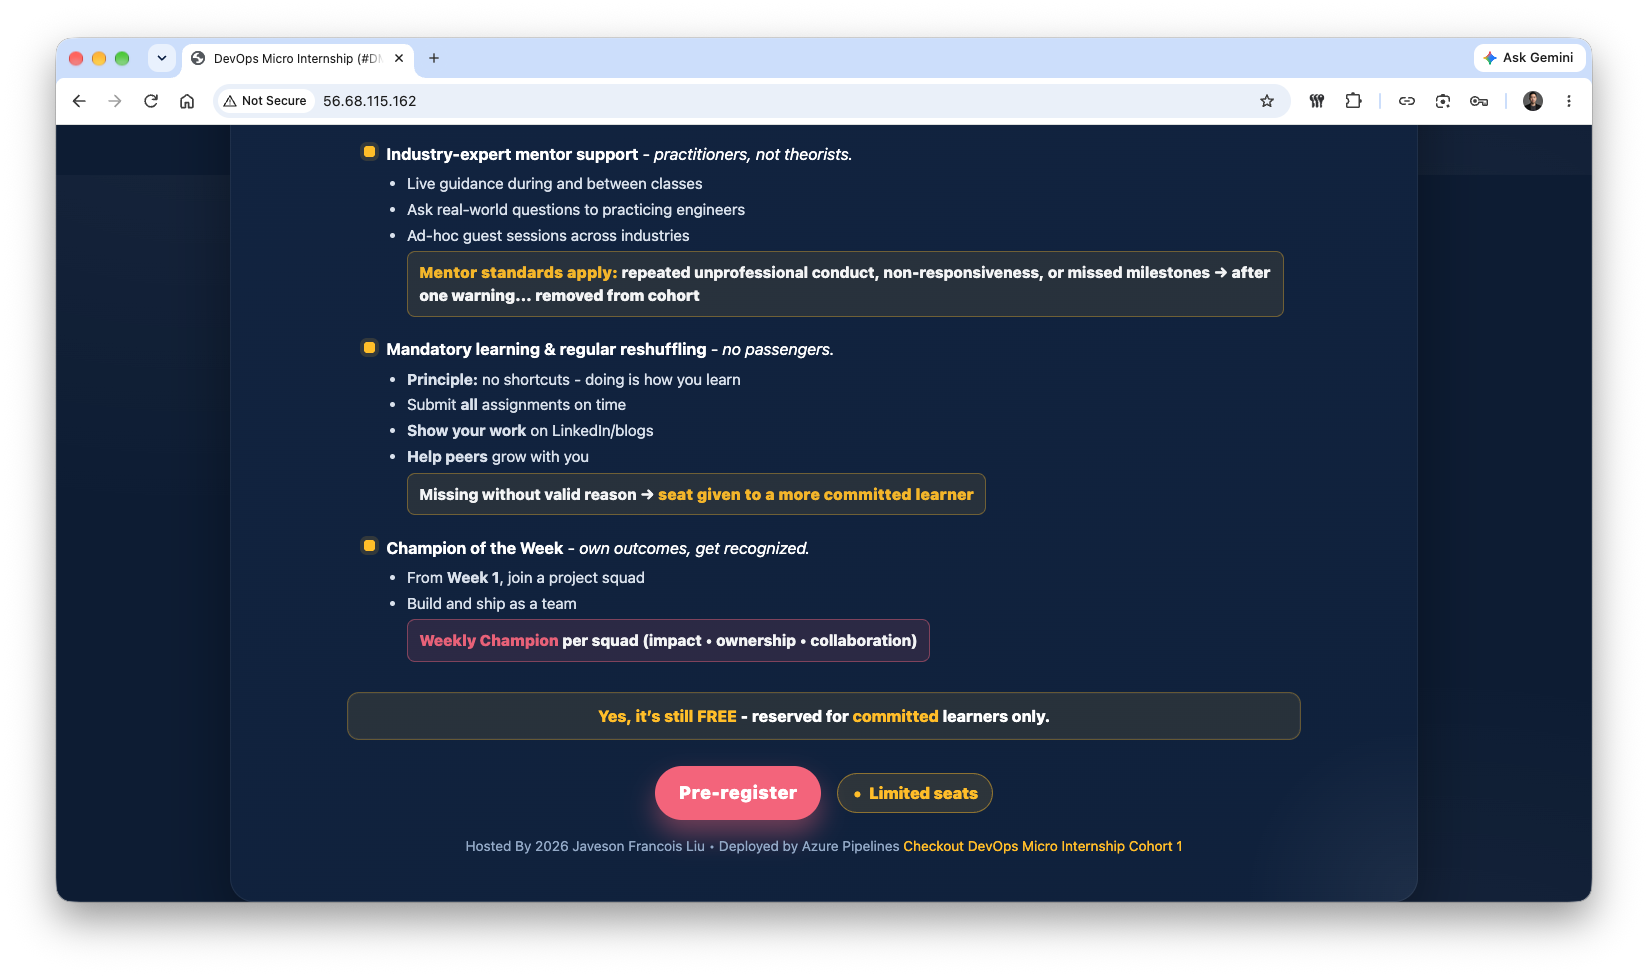 DevOps Micro Internship (#DM
Ask Gemini
Not Secure
56.68.115.162
Industry-expert mentor support - practitioners, not theorists.
• Live guidance during and between classes
• Ask real-world questions to practicing engineers
• Ad-hoc guest sessions across industries
Mentor standards apply: repeated unprofessional conduct, non-responsiveness, or missed milestones → after
one warning... removed from cohort
Mandatory learning & regular reshuffling - no passengers.
• Principle: no shortcuts - doing is how you learn
• Submit all assignments on time
• Show your work on LinkedIn/blogs
• Help peers grow with you
Missing without valid reason → seat given to a more committed learner
Champion of the Week - own outcomes, get recognized.
• From Week 1, join a project squad
• Build and ship as a team
Weekly Champion per squad (impact • ownership • collaboration)
Yes, it’s still FREE - reserved for committed learners only.
Pre-register
• Limited seats
Hosted By 2026 Javeson Francois Liu • Deployed by Azure Pipelines Checkout DevOps Micro Internship Cohort 1